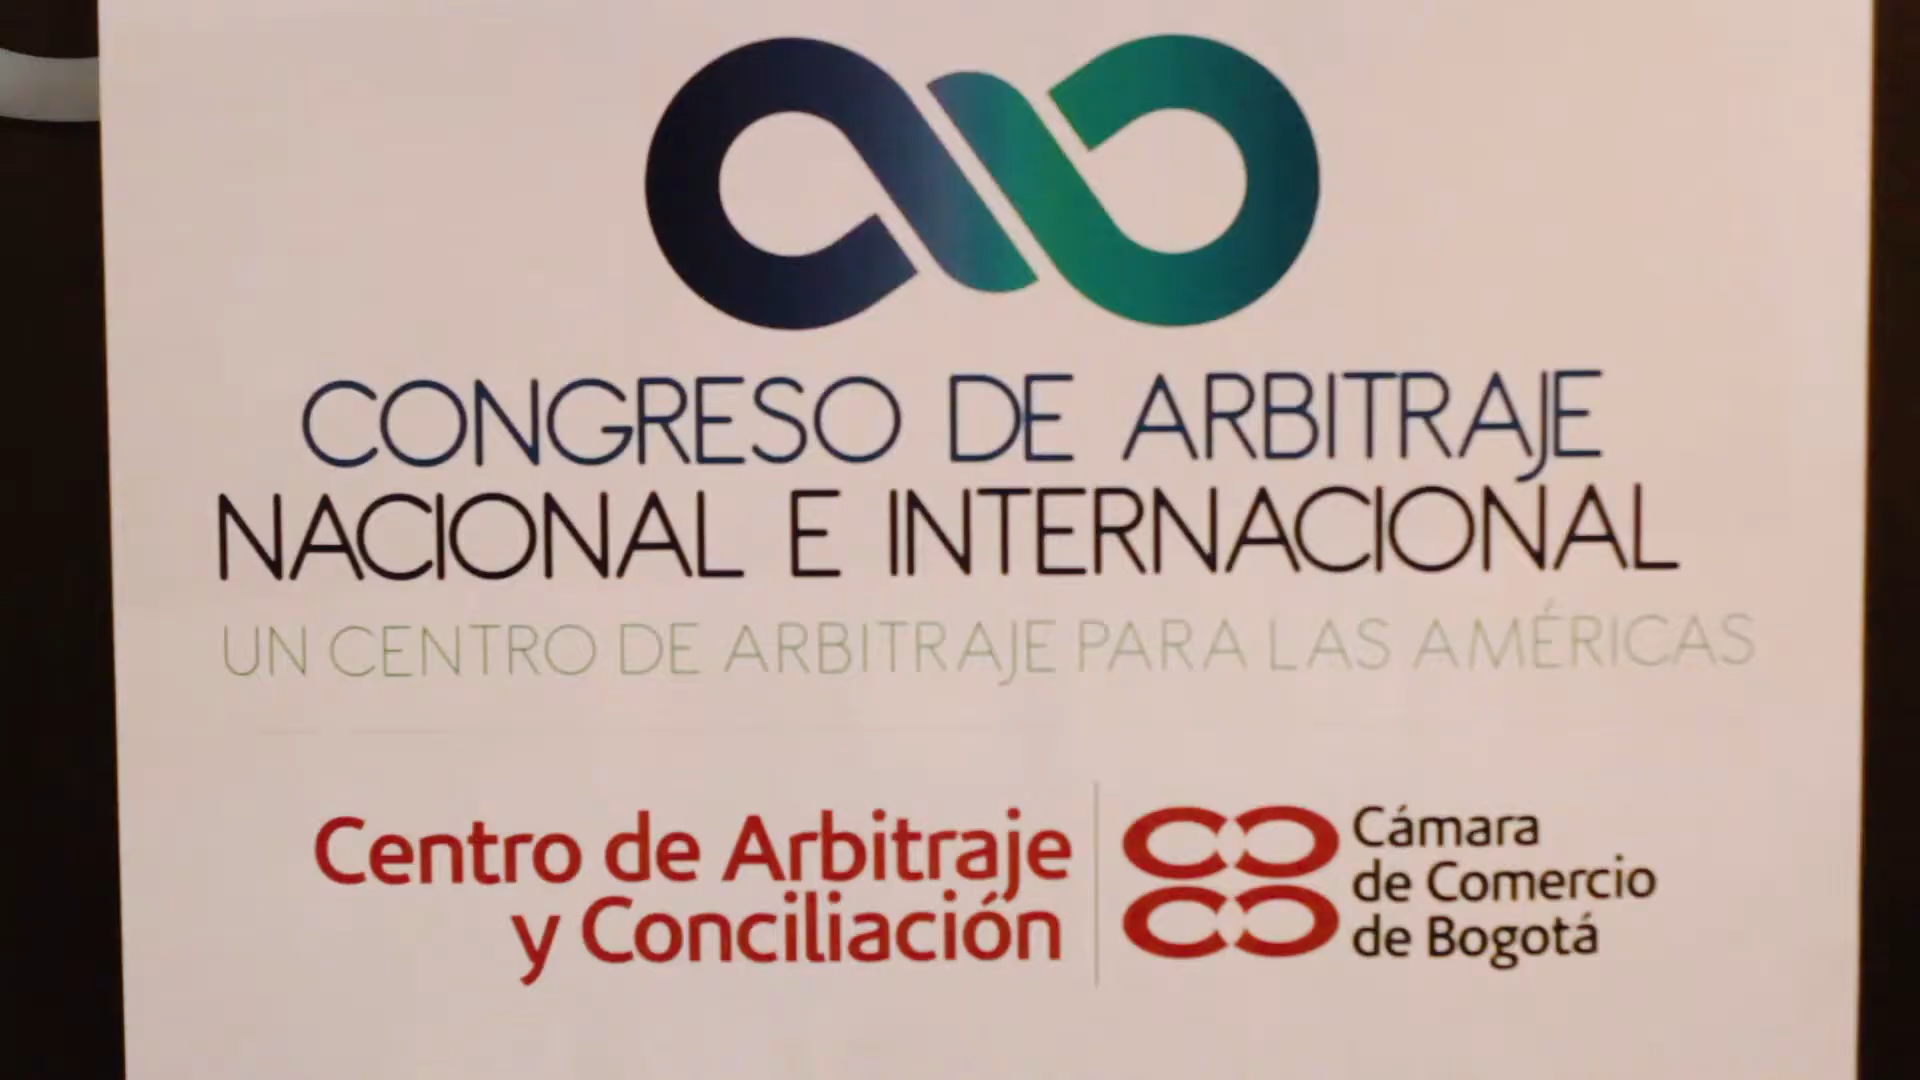 CONGRESO DE ARBITRAJE
NACIONAL E INTERNACIONAL
UN CENTRO DE ARBITRAJE PARA LAS AMÉRICAS
Centro de Arbitraje
y Conciliación
Cámara
de Comercio
de Bogotá